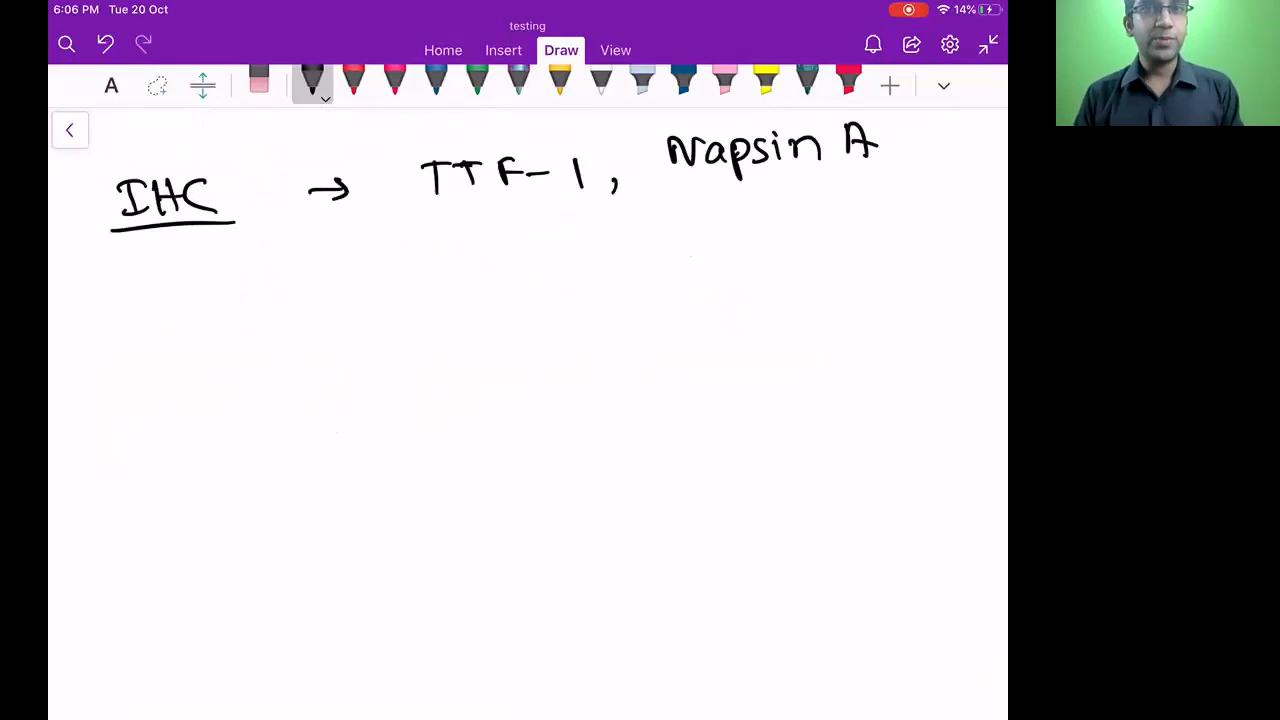 6:06 PM Tue 20 Oct
14%
testing
Home Insert Draw View
A
IHC → TTF-1, Napsin A